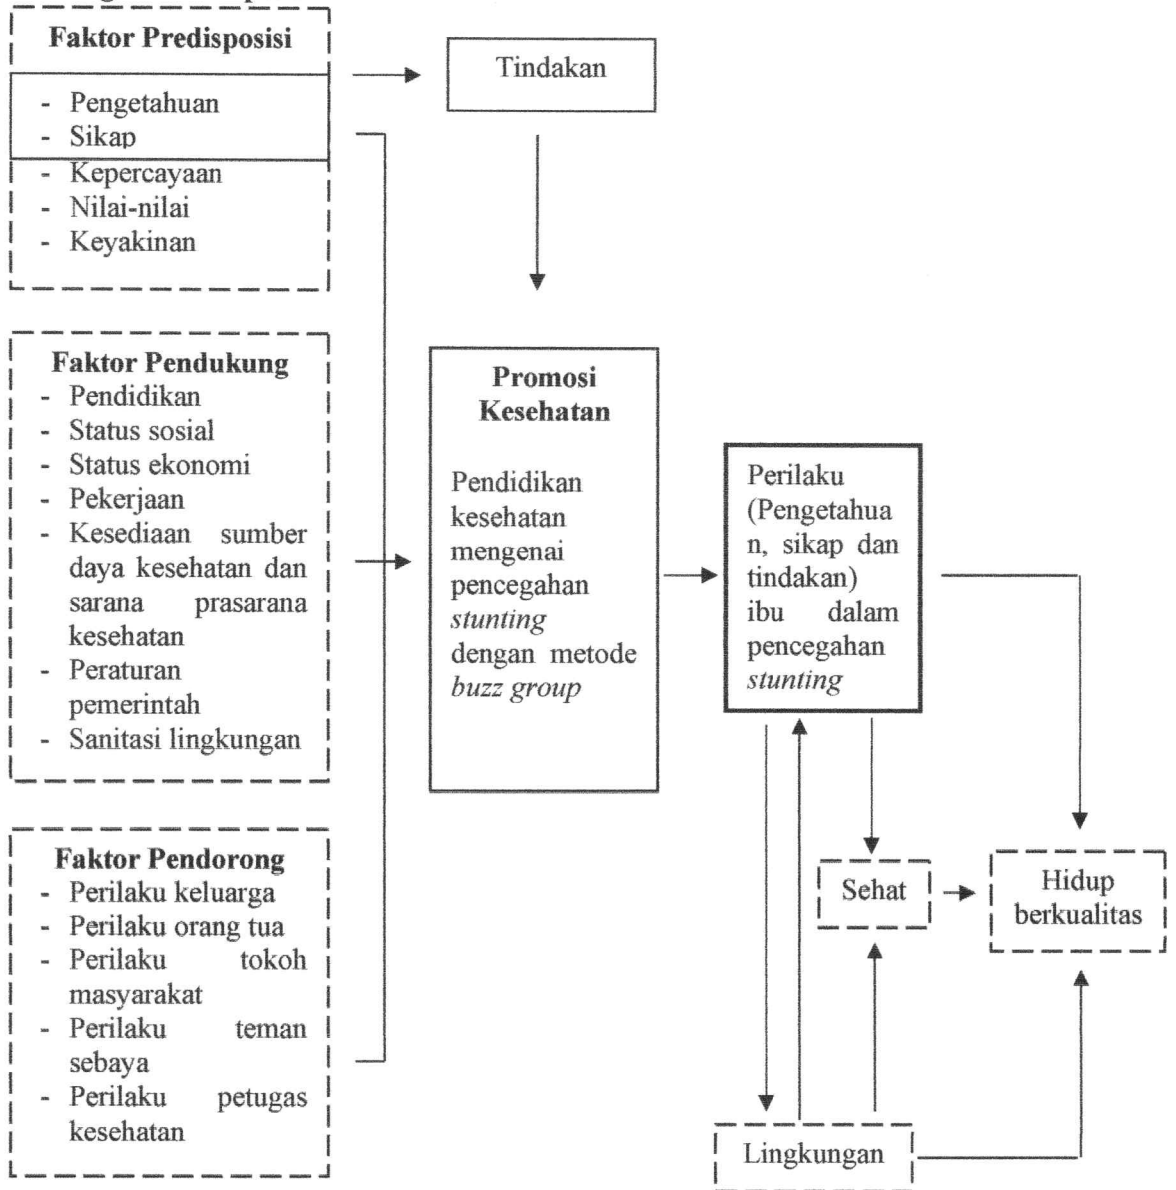 Faktor Predisposisi
- Pengetahuan
- Sikap
- Kepercayaan
- Nilai-nilai
- Keyakinan
Tindakan
Faktor Pendukung
- Pendidikan
- Status sosial
- Status ekonomi
- Pekerjaan
- Kesediaan sumber
daya kesehatan dan
sarana prasarana
kesehatan
- Peraturan
pemerintah
- Sanitasi lingkungan
Promosi
Kesehatan
Pendidikan
kesehatan
mengenai
pencegahan
stunting
dengan metode
buzz group
Perilaku
(Pengetahua
n, sikap dan
tindakan)
ibu dalam
pencegahan
stunting
Faktor Pendorong
- Perilaku keluarga
- Perilaku orang tua
- Perilaku tokoh
masyarakat
- Perilaku teman
sebaya
- Perilaku petugas
kesehatan
Sehat
Hidup
berkualitas
Lingkungan